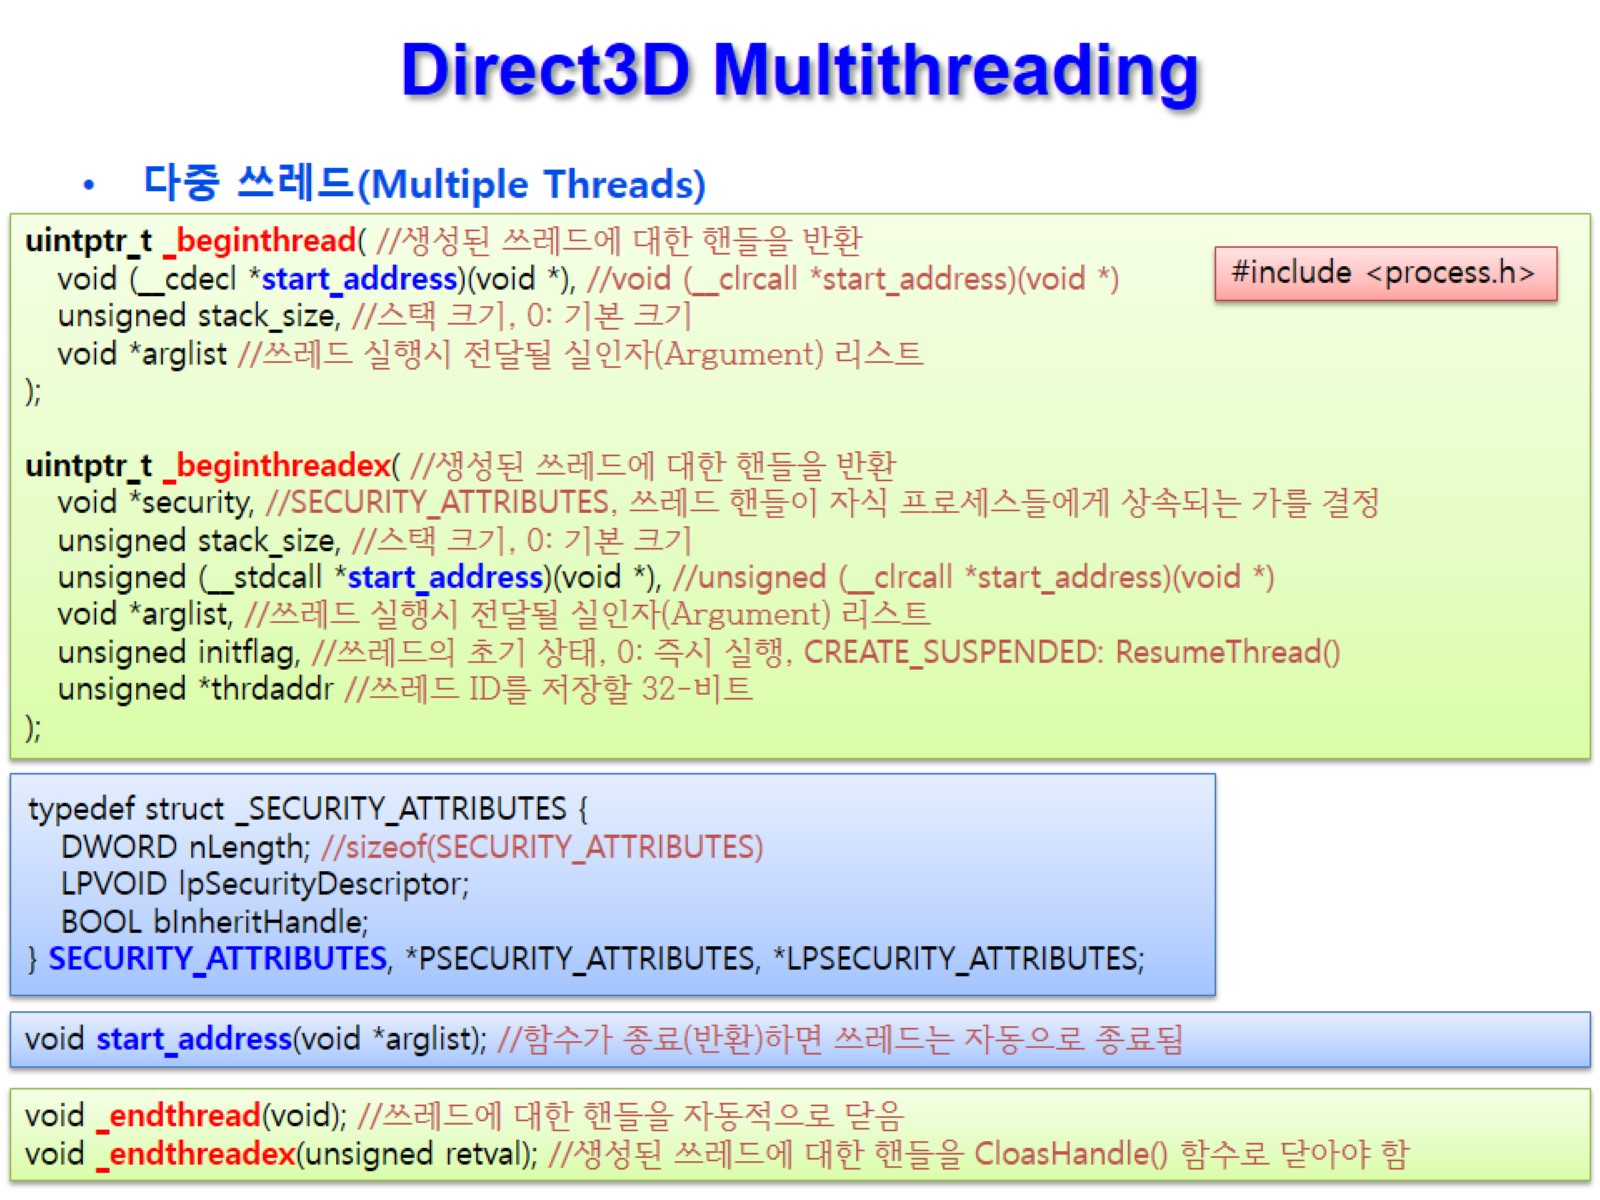 Direct3D Multithreading
• 다중 쓰레드(Multiple Threads)
uintptr_t _beginthread( //생성된 쓰레드에 대한 핸들을 반환
void (__cdecl *start_address)(void *), //void (__clrcall *start_address)(void *)
#include <process.h>
unsigned stack_size, //스택 크기, 0: 기본 크기
void *arglist //쓰레드 실행시 전달될 실인자(Argument) 리스트
);
uintptr_t _beginthreadex( //생성된 쓰레드에 대한 핸들을 반환
void *security, //SECURITY_ATTRIBUTES, 쓰레드 핸들이 자식 프로세스들에게 상속되는 가를 결정
unsigned stack_size, //스택 크기, 0: 기본 크기
unsigned (__stdcall *start_address)(void *), //unsigned (__clrcall *start_address)(void *)
void *arglist, //쓰레드 실행시 전달될 실인자(Argument) 리스트
unsigned initflag, //쓰레드의 초기 상태, 0: 즉시 실행, CREATE_SUSPENDED: ResumeThread()
unsigned *thrdaddr //쓰레드 ID를 저장할 32-비트
);
typedef struct _SECURITY_ATTRIBUTES {
DWORD nLength; //sizeof(SECURITY_ATTRIBUTES)
LPVOID lpSecurityDescriptor;
BOOL bInheritHandle;
} SECURITY_ATTRIBUTES, *PSECURITY_ATTRIBUTES, *LPSECURITY_ATTRIBUTES;
void start_address(void *arglist); //함수가 종료(반환)하면 쓰레드는 자동으로 종료됨
void _endthread(void); //쓰레드에 대한 핸들을 자동적으로 닫음
void _endthreadex(unsigned retval); //생성된 쓰레드에 대한 핸들을 CloasHandle() 함수로 닫아야 함